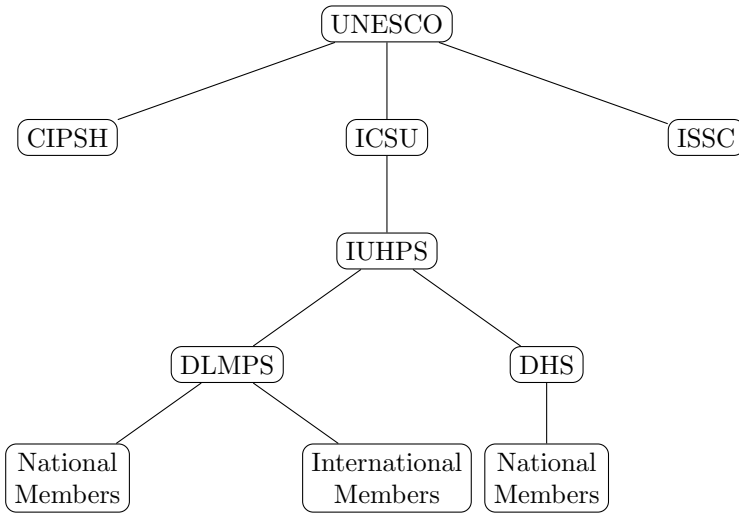 UNESCO
CIPSH
ICSU
ISSC
IUHPS
DLMPS
DHS
National
Members
International
Members
National
Members